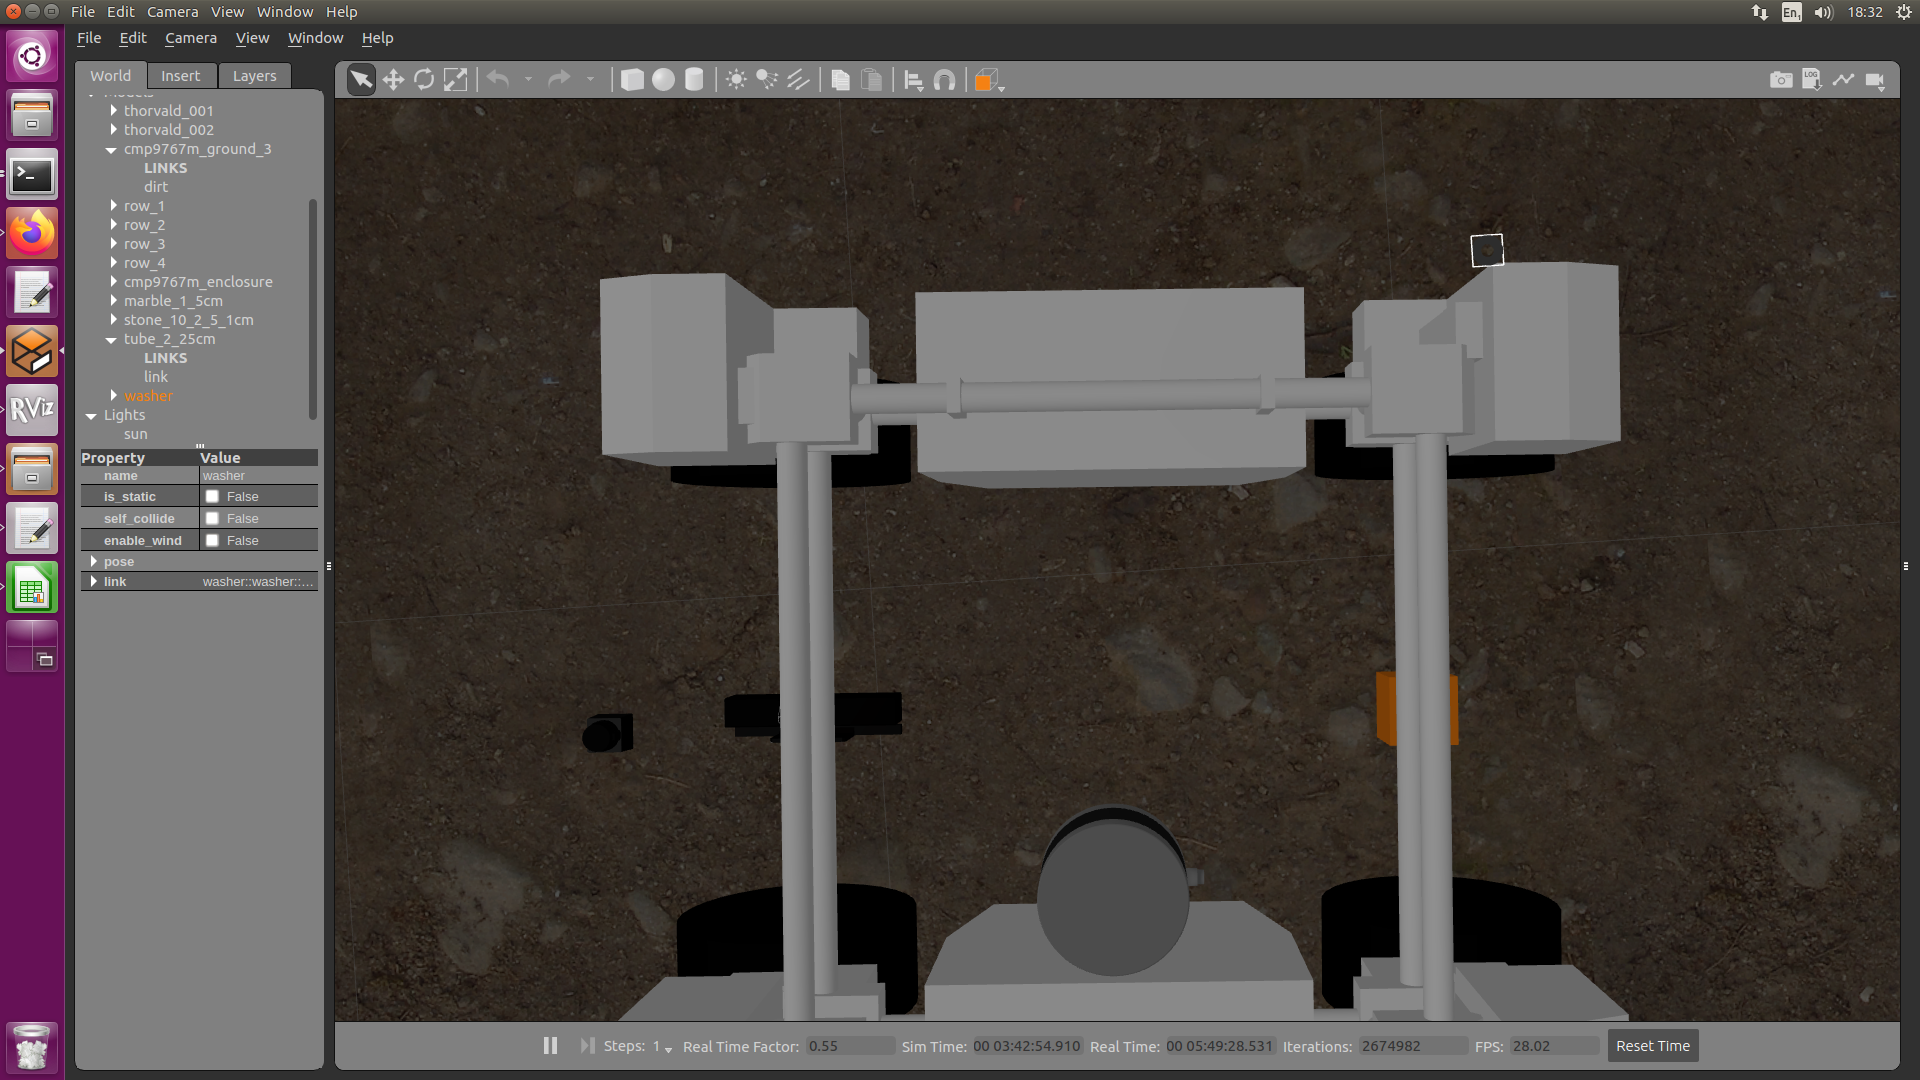 File Edit Camera View Window Help
En1 18:32
File Edit Camera View Window Help
World Insert Layers
Models
thorvald_001
thorvald_002
cmp9767m_ground_3
LINKS
dirt
row_1
row_2
row_3
row_4
cmp9767m_enclosure
marble_1_5cm
stone_10_2_5_1cm
tube_2_25cm
LINKS
link
washer
Lights
sun
Property Value
name washer
is_static False
self_collide False
enable_wind False
pose
link washer::washer::...
LOG
RViz
Steps: 1 Real Time Factor: 0.55 Sim Time: 00 03:42:54.910 Real Time: 00 05:49:28.531 Iterations: 2674982 FPS: 28.02 Reset Time